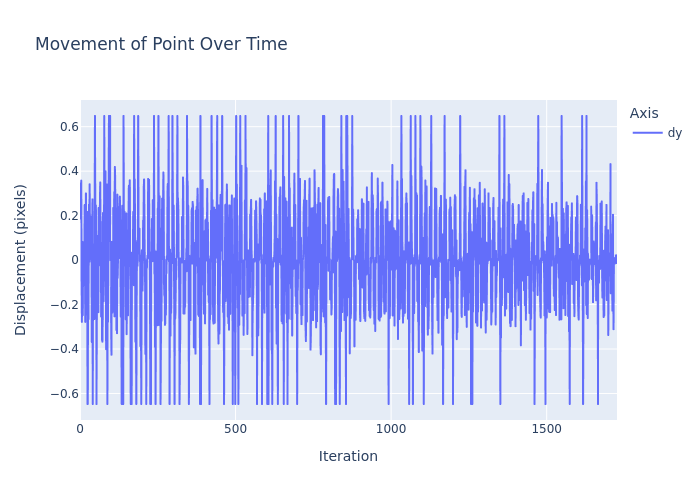 Movement of Point Over Time
Axis
dy
Displacement (pixels)
0.6
0.4
0.2
0
−0.2
−0.4
−0.6
0
500
1000
1500
Iteration